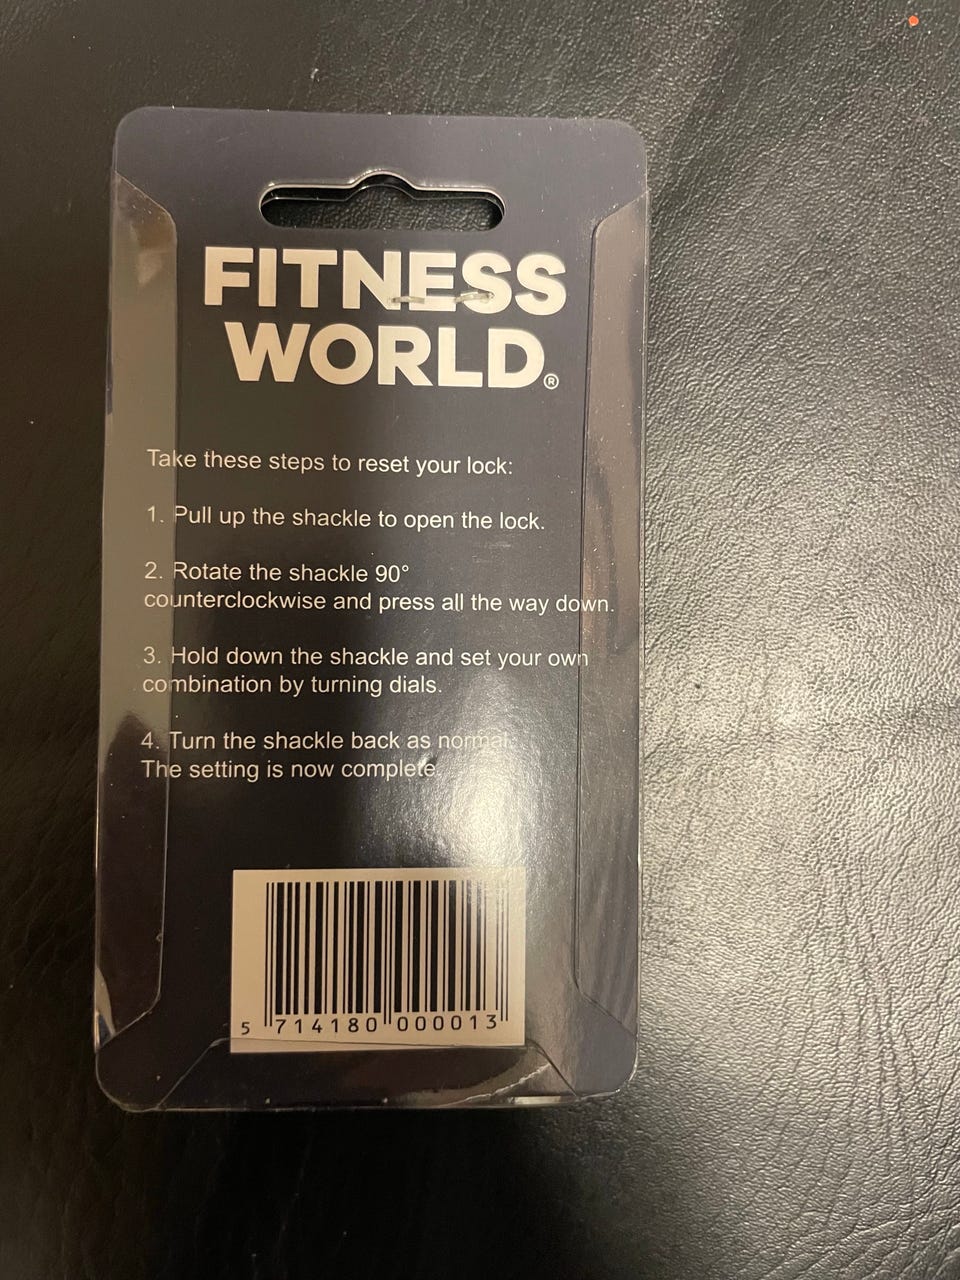 FITNESS
WORLD®
Take these steps to reset your lock:
1. Pull up the shackle to open the lock.
2. Rotate the shackle 90°
counterclockwise and press all the way down.
3. Hold down the shackle and set your own
combination by turning dials.
4. Turn the shackle back as normal.
The setting is now complete.
5 714180 000013